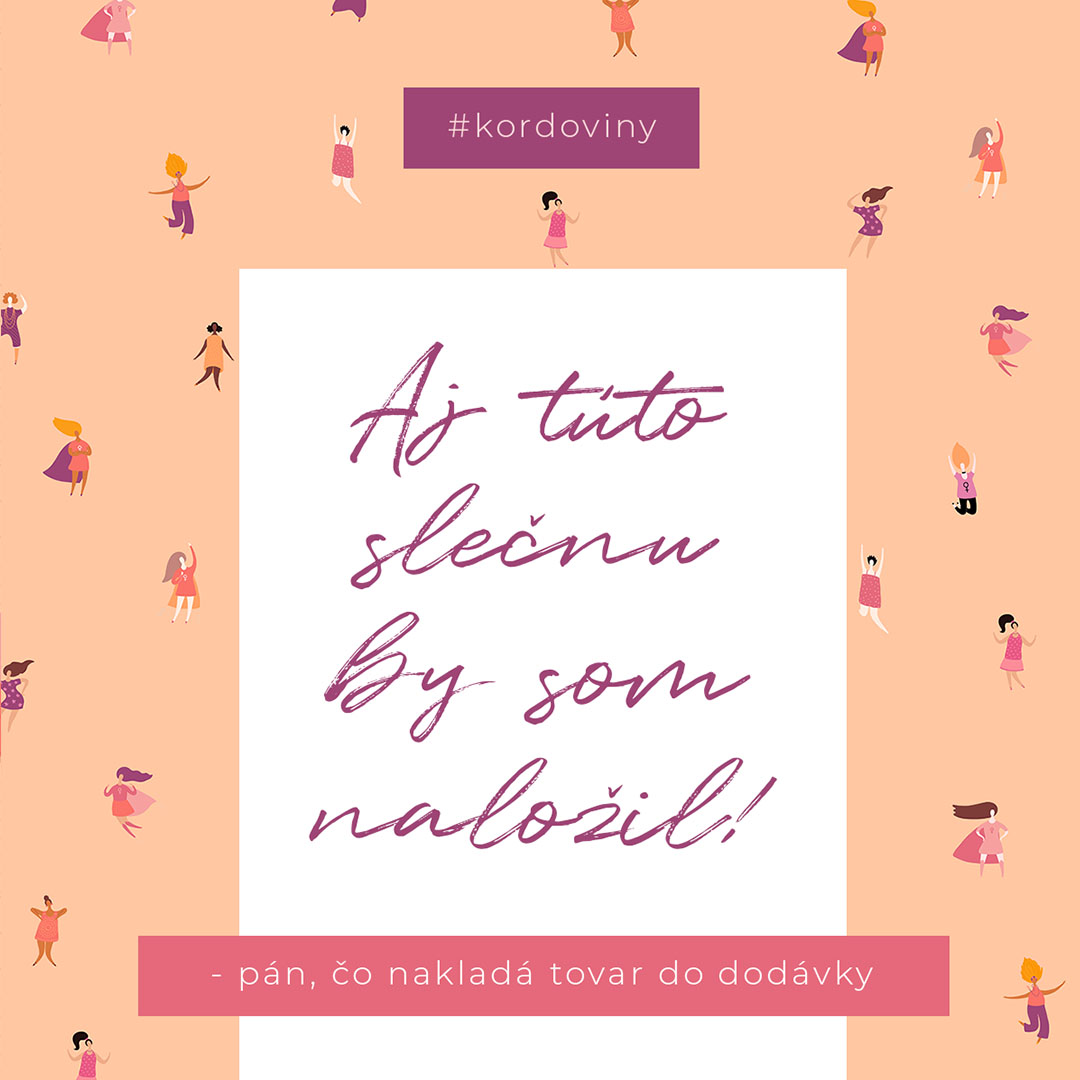 #kordoviny
Aj túto
slečnu
By som
naložil!
- pán, čo nakladá tovar do dodávky